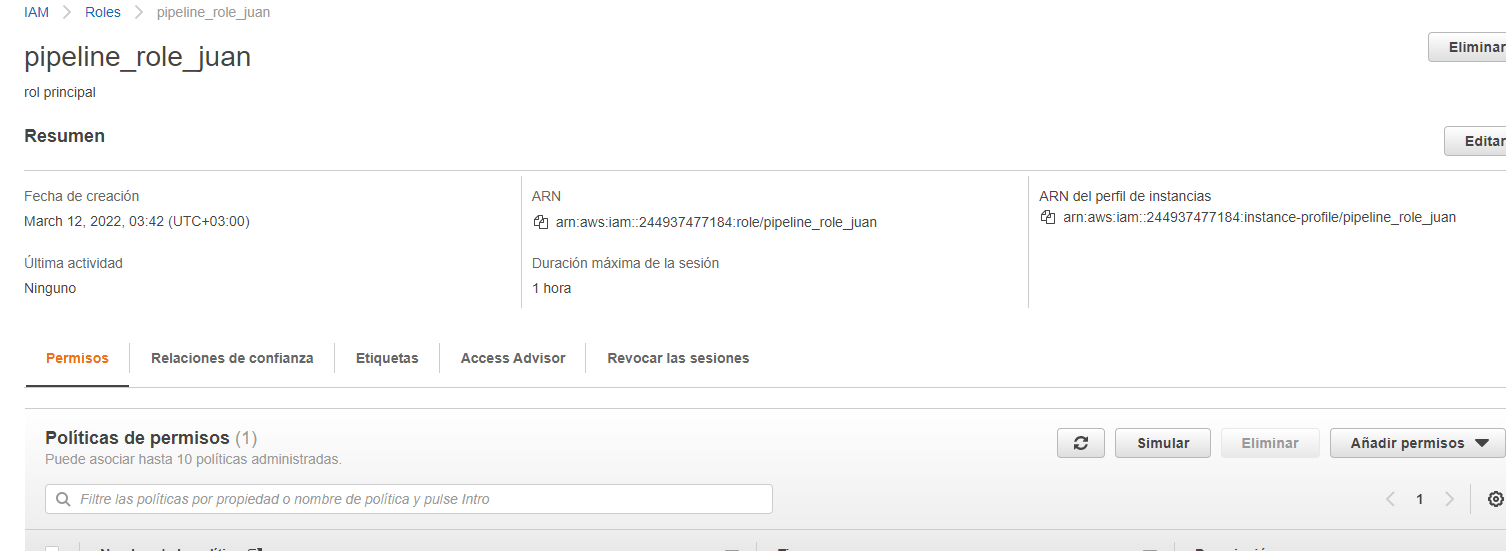 IAM > Roles > pipeline_role_juan
pipeline_role_juan
Eliminar
rol principal
Resumen
Editar
Fecha de creación
March 12, 2022, 03:42 (UTC+03:00)
ARN
arn:aws:iam::244937477184:role/pipeline_role_juan
ARN del perfil de instancias
arn:aws:iam::244937477184:instance-profile/pipeline_role_juan
Última actividad
Ninguno
Duración máxima de la sesión
1 hora
Permisos
Relaciones de confianza
Etiquetas
Access Advisor
Revocar las sesiones
Políticas de permisos (1)
Puede asociar hasta 10 políticas administradas.
Simular
Eliminar
Añadir permisos
Filtre las políticas por propiedad o nombre de política y pulse Intro
1